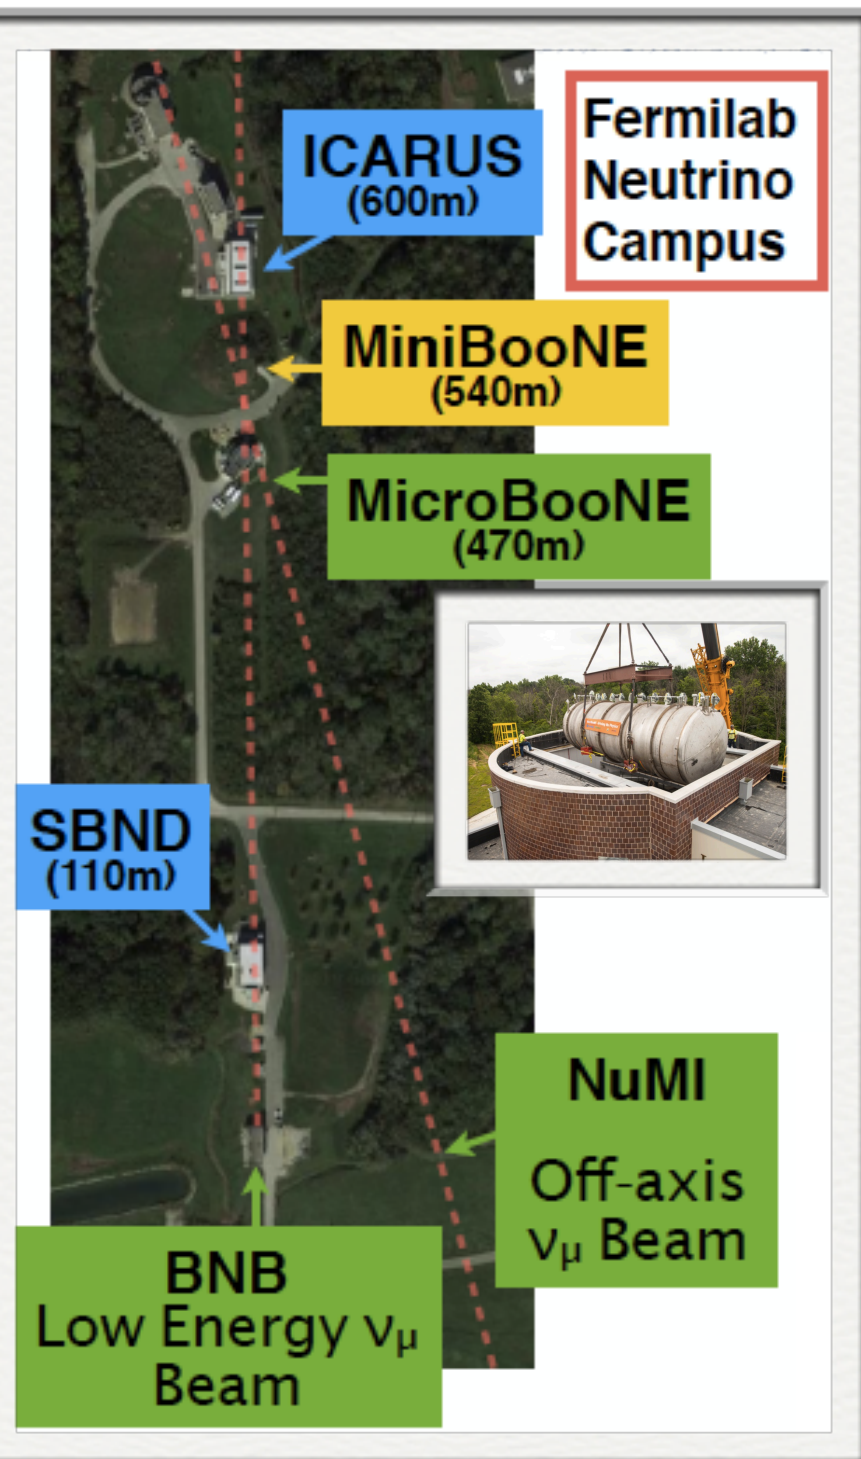 Fermilab
Neutrino
Campus
ICARUS
(600m)
MiniBooNE
(540m)
MicroBooNE
(470m)
SBND
(110m)
NuMI
Off-axis
νμ Beam
BNB
Low Energy νμ
Beam